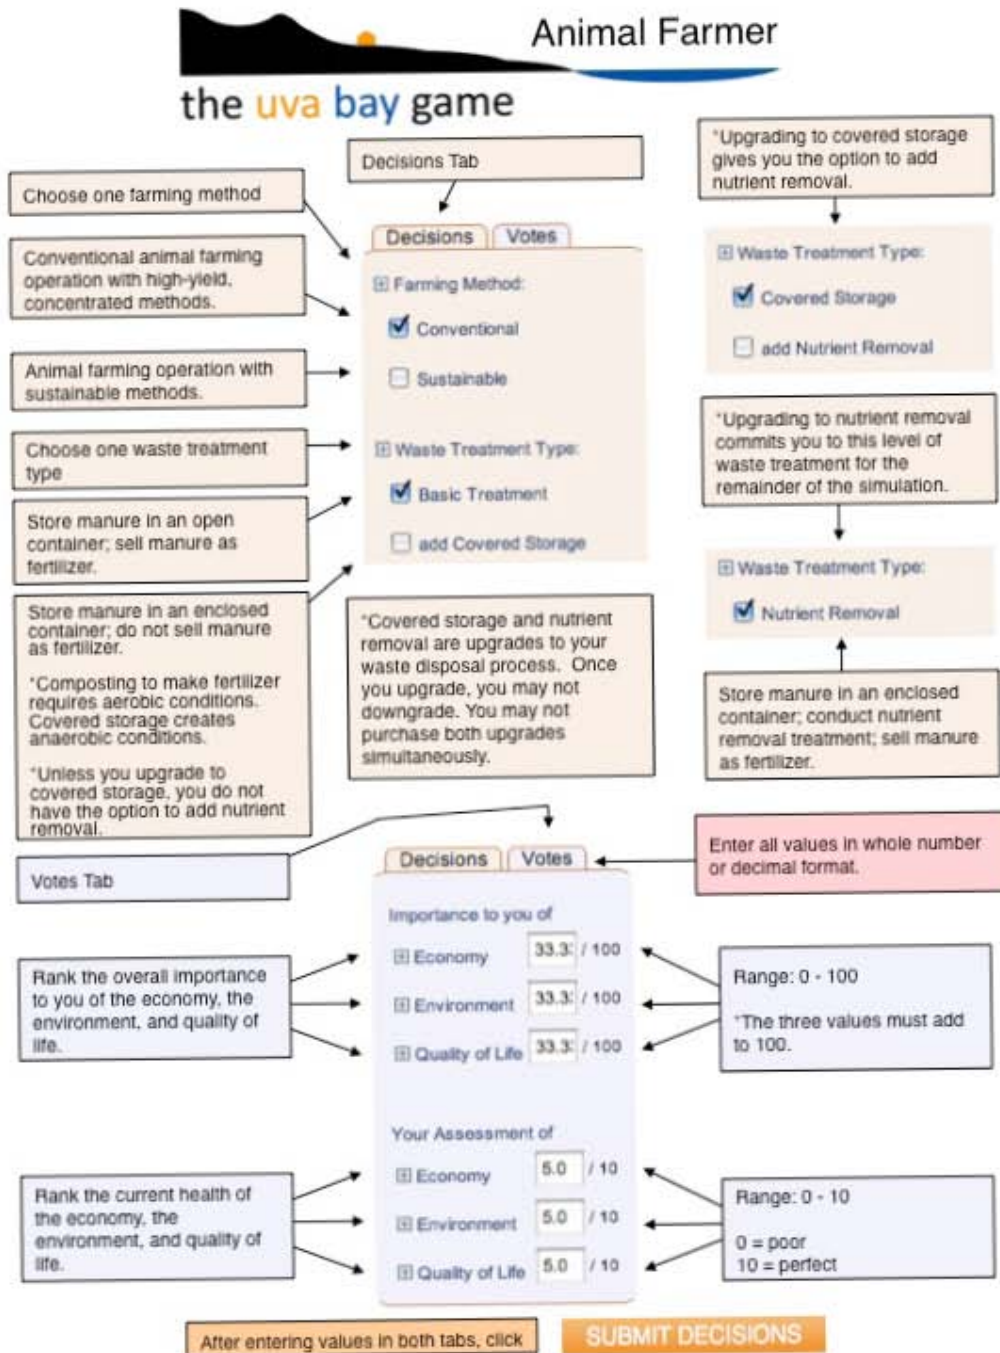 Animal Farmer
the uva bay game
Decisions Tab
*Upgrading to covered storage
gives you the option to add
nutrient removal.
Choose one farming method
Conventional animal farming
operation with high-yield,
concentrated methods.
Animal farming operation with
sustainable methods.
Choose one waste treatment
type
Store manure in an open
container; sell manure as
fertilizer.
Store manure in an enclosed
container; do not sell manure
as fertilizer.
*Composting to make fertilizer
requires aerobic conditions.
Covered storage creates
anaerobic conditions.
*Unless you upgrade to
covered storage, you do not
have the option to add nutrient
removal.
Decisions Votes
Farming Method:
Conventional
Sustainable
Waste Treatment Type:
Basic Treatment
add Covered Storage
*Covered storage and nutrient
removal are upgrades to your
waste disposal process. Once
you upgrade, you may not
downgrade. You may not
purchase both upgrades
simultaneously.
Waste Treatment Type:
Covered Storage
add Nutrient Removal
*Upgrading to nutrient removal
commits you to this level of
waste treatment for the
remainder of the simulation.
Waste Treatment Type:
Nutrient Removal
Store manure in an enclosed
container; conduct nutrient
removal treatment; sell manure
as fertilizer.
Votes Tab
Decisions Votes
Enter all values in whole number
or decimal format.
Importance to you of
Economy 33.3 / 100
Environment 33.3 / 100
Quality of Life 33.3 / 100
Rank the overall importance
to you of the economy, the
environment, and quality of
life.
Range: 0 - 100
*The three values must add
to 100.
Your Assessment of
Economy 5.0 / 10
Environment 5.0 / 10
Quality of Life 5.0 / 10
Rank the current health of
the economy, the
environment, and quality of
life.
Range: 0 - 10
0 = poor
10 = perfect
After entering values in both tabs, click
SUBMIT DECISIONS